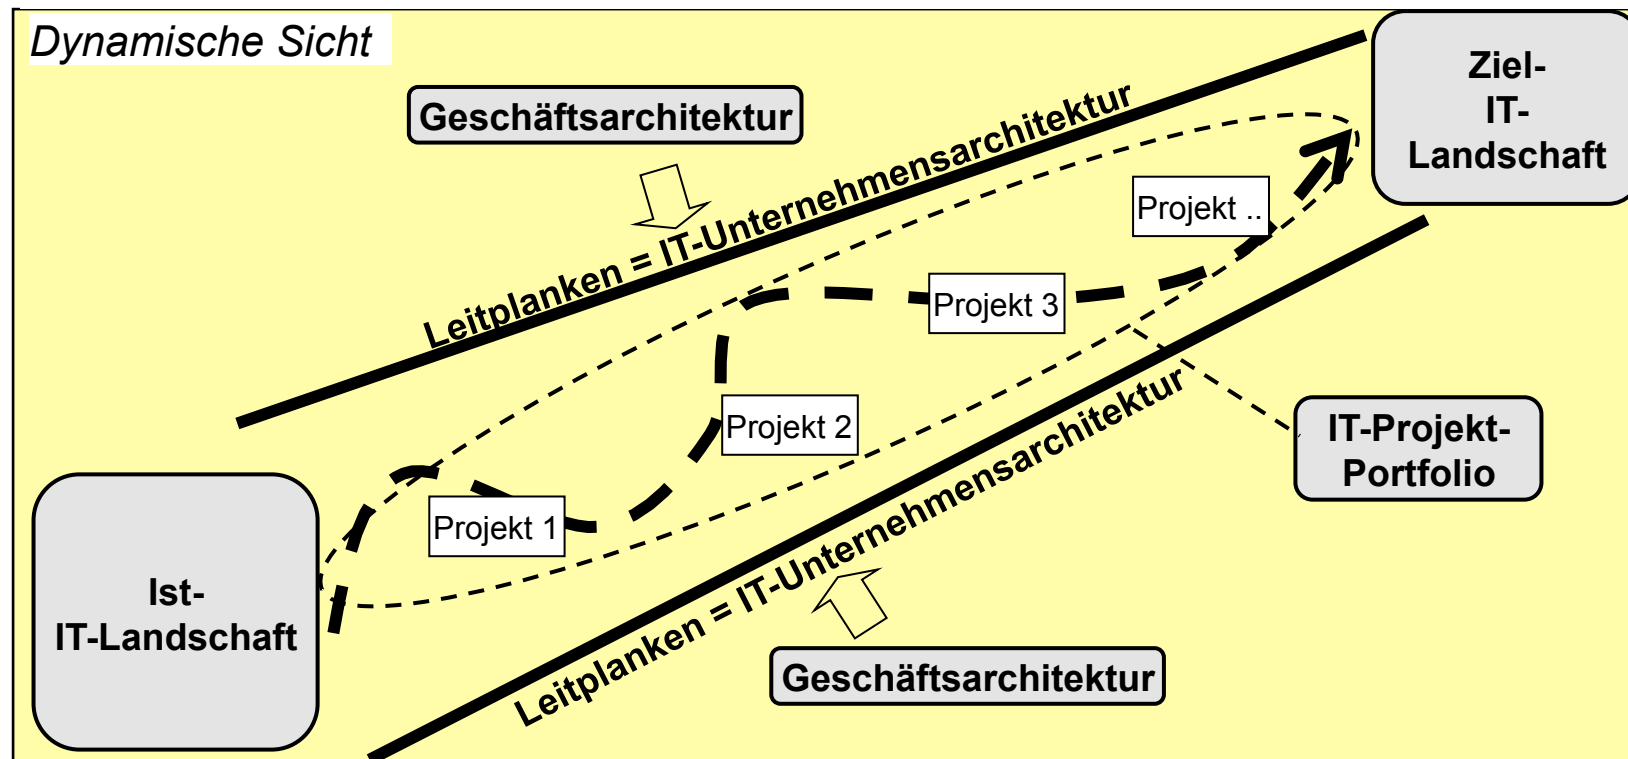 Dynamische Sicht
Geschäftsarchitektur
Leitplanken = IT-Unternehmensarchitektur
Ziel-
IT-
Landschaft
Projekt ..
Projekt 3
Projekt 2
Projekt 1
IT-Projekt-
Portfolio
Ist-
IT-Landschaft
Leitplanken = IT-Unternehmensarchitektur
Geschäftsarchitektur